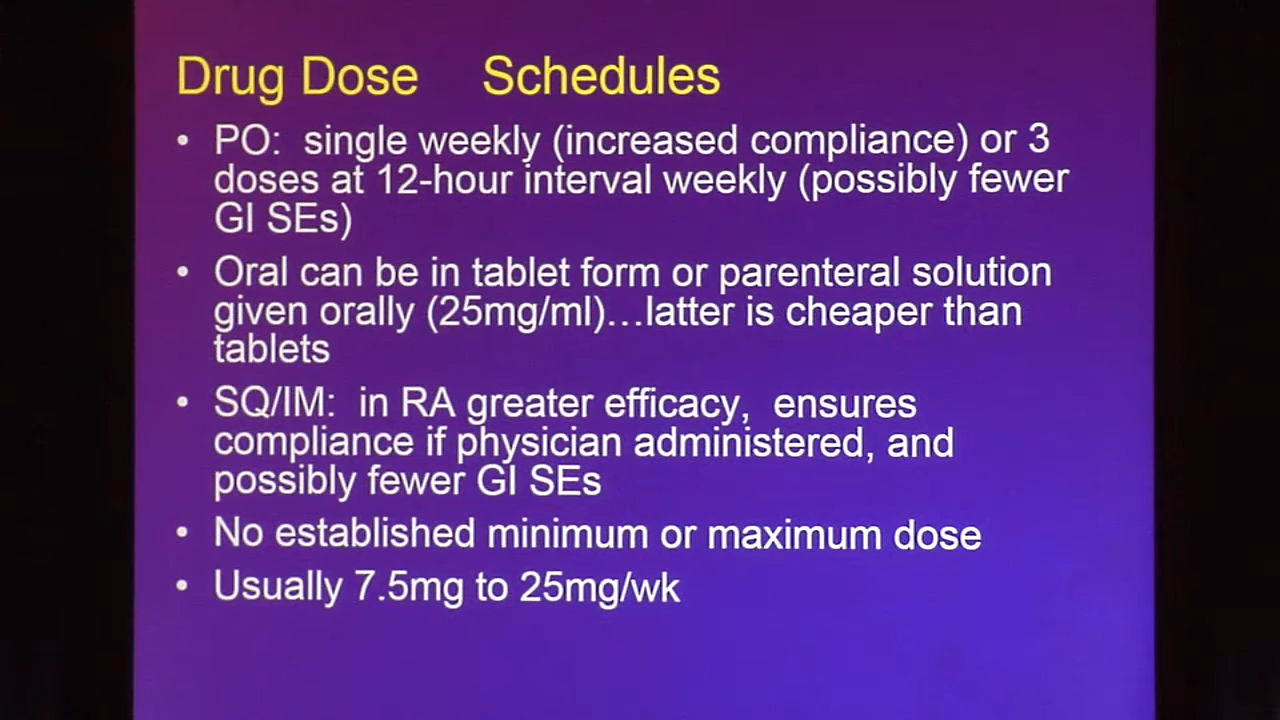 Drug Dose Schedules
• PO: single weekly (increased compliance) or 3
doses at 12-hour interval weekly (possibly fewer
GI SEs)
• Oral can be in tablet form or parenteral solution
given orally (25mg/ml)...latter is cheaper than
tablets
• SQ/IM: in RA greater efficacy, ensures
compliance if physician administered, and
possibly fewer GI SEs
• No established minimum or maximum dose
• Usually 7.5mg to 25mg/wk